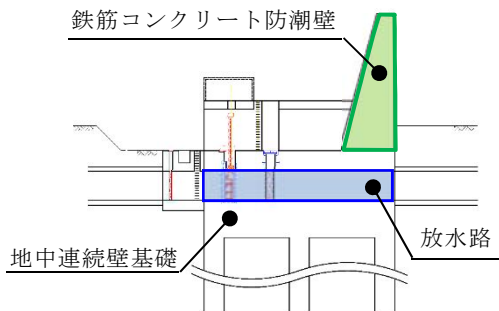 鉄筋コンクリート防潮壁
放水路
地中連続壁基礎